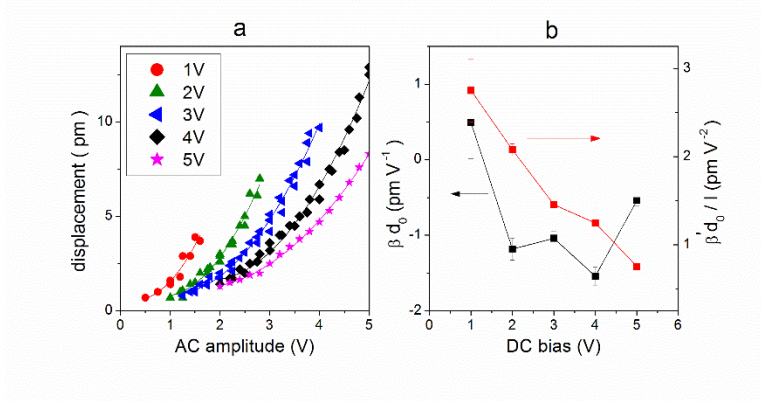 a
b
1V
2V
3V
4V
5V
10
5
0
displacement ( pm )
0 1 2 3 4 5
AC amplitude (V)
1
0
-1
-2
β d0 (pm V-1)
3
2
1
β'd0 / l (pm V-2)
0 1 2 3 4 5 6
DC bias (V)